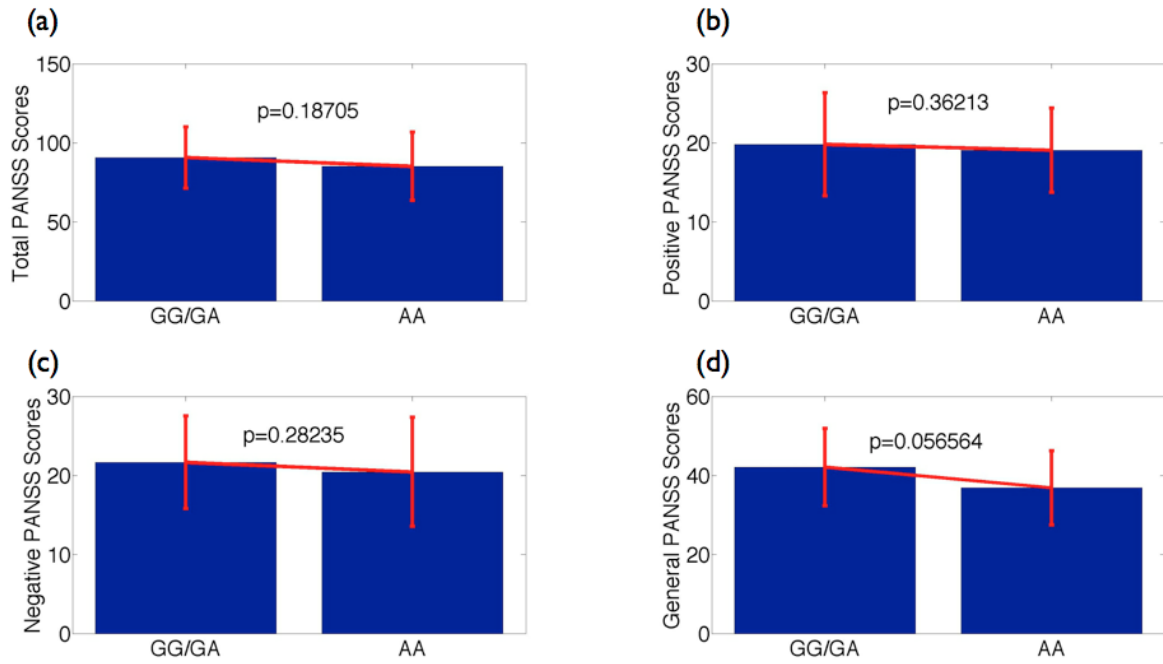 (a)
Total PANSS Scores
150
100
50
0
p=0.18705
GG/GA
AA
(b)
Positive PANSS Scores
30
20
10
0
p=0.36213
GG/GA
AA
(c)
Negative PANSS Scores
30
20
10
0
p=0.28235
GG/GA
AA
(d)
General PANSS Scores
60
40
20
0
p=0.056564
GG/GA
AA